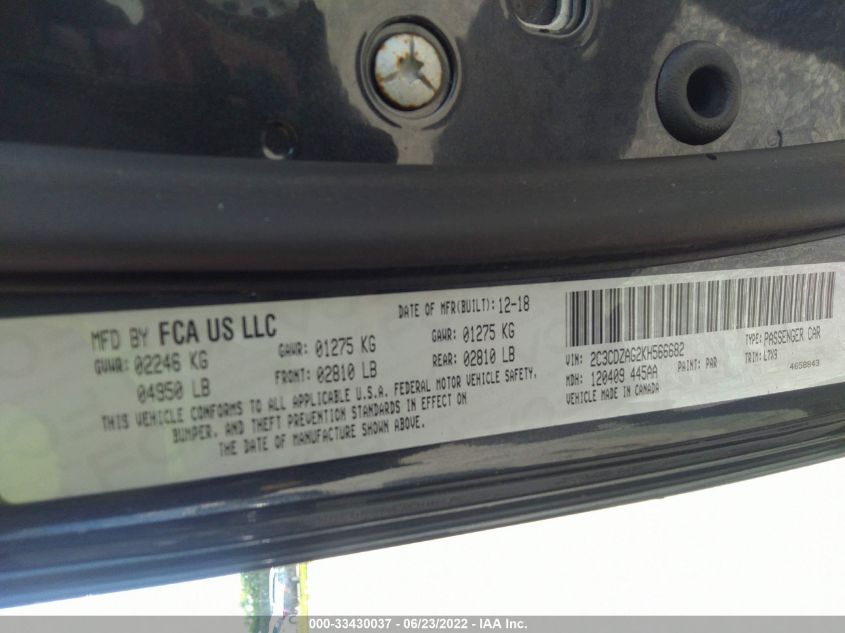 MFD BY FCA US LLC
DATE OF MFR(BUILT): 12-18
GVWR: 02246 KG
GAWR: 01275 KG
GAWR: 01275 KG
04950 LB
FRONT: 02810 LB
REAR: 02810 LB
THIS VEHICLE CONFORMS TO ALL APPLICABLE U.S.A. FEDERAL MOTOR VEHICLE SAFETY,
BUMPER, AND THEFT PREVENTION STANDARDS IN EFFECT ON
THE DATE OF MANUFACTURE SHOWN ABOVE.
VIN: 2C3CDZAG2KH566682
TYPE: PASSENGER CAR
MDH: 120409 445AA
PAINT: PAR
TRIM: L7X9
VEHICLE MADE IN CANADA
4658843
000-33430037 - 06/23/2022 - IAA Inc.